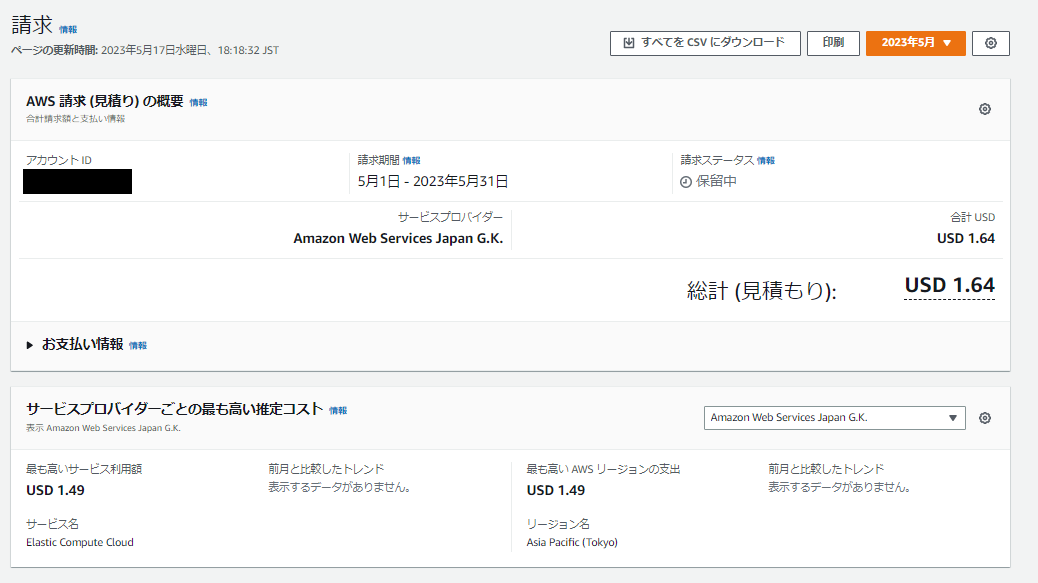 請求 情報
ページの更新時間: 2023年5月17日水曜日、18:18:32 JST
すべてを CSV にダウンロード
印刷
2023年5月 ▼
AWS 請求 (見積り) の概要 情報
合計請求額と支払い情報
アカウント ID
請求期間 情報
5月1日 - 2023年5月31日
請求ステータス 情報
保留中
サービスプロバイダー
Amazon Web Services Japan G.K.
合計 USD
USD 1.64
総計 (見積もり):
USD 1.64
お支払い情報 情報
サービスプロバイダーごとの最も高い推定コスト 情報
表示 Amazon Web Services Japan G.K.
Amazon Web Services Japan G.K.
最も高いサービス利用額
USD 1.49
前月と比較したトレンド
表示するデータがありません。
サービス名
Elastic Compute Cloud
最も高い AWS リージョンの支出
USD 1.49
前月と比較したトレンド
表示するデータがありません。
リージョン名
Asia Pacific (Tokyo)